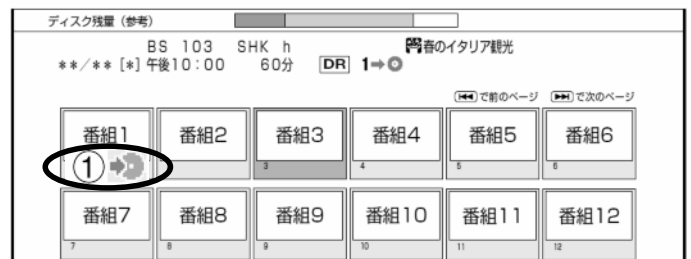 ディスク残量（参考）
BS 103 SHK h 春のイタリア観光
**／** [*] 午後10：00 60分 DR 1➡
で前のページ で次のページ
番組1 番組2 番組3 番組4 番組5 番組6
① 3 4 5 6
番組7 番組8 番組9 番組10 番組11 番組12
7 8 9 10 11 12